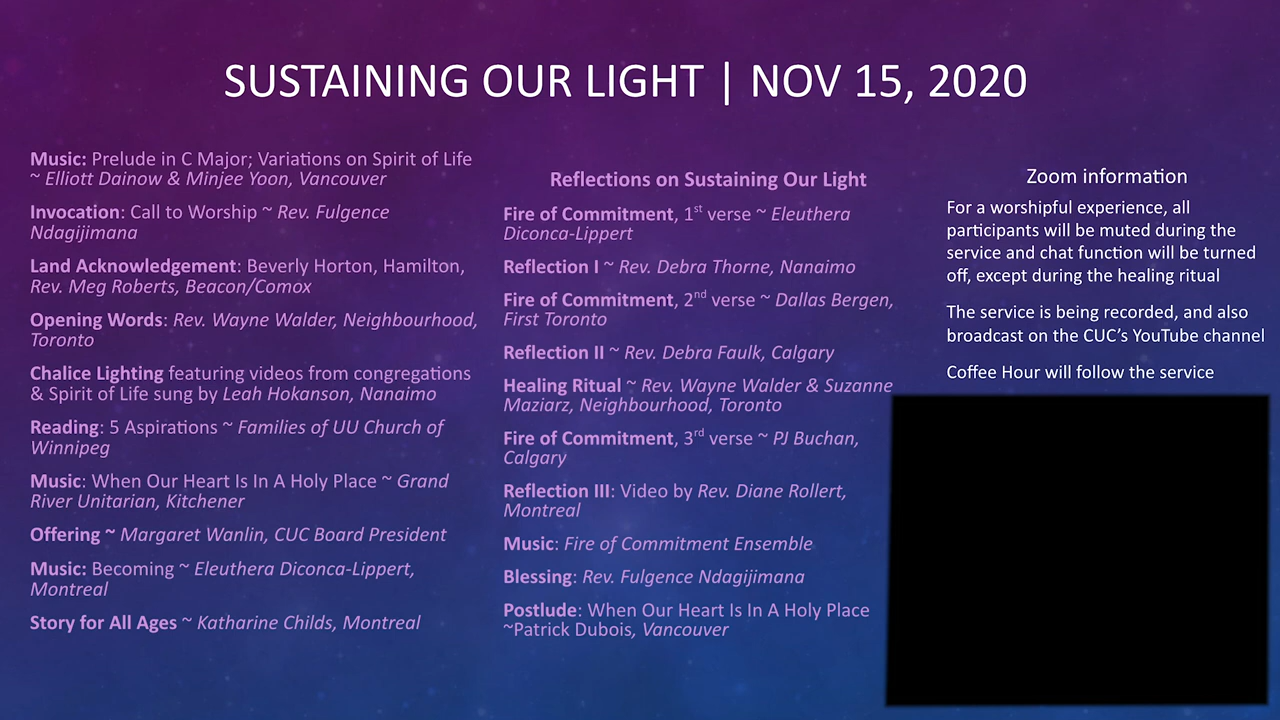 SUSTAINING OUR LIGHT | NOV 15, 2020
Music: Prelude in C Major; Variations on Spirit of Life
~ Elliott Dainow & Minjee Yoon, Vancouver
Invocation: Call to Worship ~ Rev. Fulgence
Ndagijimana
Land Acknowledgement: Beverly Horton, Hamilton,
Rev. Meg Roberts, Beacon/Comox
Opening Words: Rev. Wayne Walder, Neighbourhood,
Toronto
Chalice Lighting featuring videos from congregations
& Spirit of Life sung by Leah Hokanson, Nanaimo
Reading: 5 Aspirations ~ Families of UU Church of
Winnipeg
Music: When Our Heart Is In A Holy Place ~ Grand
River Unitarian, Kitchener
Offering ~ Margaret Wanlin, CUC Board President
Music: Becoming ~ Eleuthera Diconca-Lippert,
Montreal
Story for All Ages ~ Katharine Childs, Montreal
Reflections on Sustaining Our Light
Fire of Commitment, 1st verse ~ Eleuthera
Diconca-Lippert
Reflection I ~ Rev. Debra Thorne, Nanaimo
Fire of Commitment, 2nd verse ~ Dallas Bergen,
First Toronto
Reflection II ~ Rev. Debra Faulk, Calgary
Healing Ritual ~ Rev. Wayne Walder & Suzanne
Maziarz, Neighbourhood, Toronto
Fire of Commitment, 3rd verse ~ PJ Buchan,
Calgary
Reflection III: Video by Rev. Diane Rollert,
Montreal
Music: Fire of Commitment Ensemble
Blessing: Rev. Fulgence Ndagijimana
Postlude: When Our Heart Is In A Holy Place
~Patrick Dubois, Vancouver
Zoom information
For a worshipful experience, all
participants will be muted during the
service and chat function will be turned
off, except during the healing ritual
The service is being recorded, and also
broadcast on the CUC's YouTube channel
Coffee Hour will follow the service